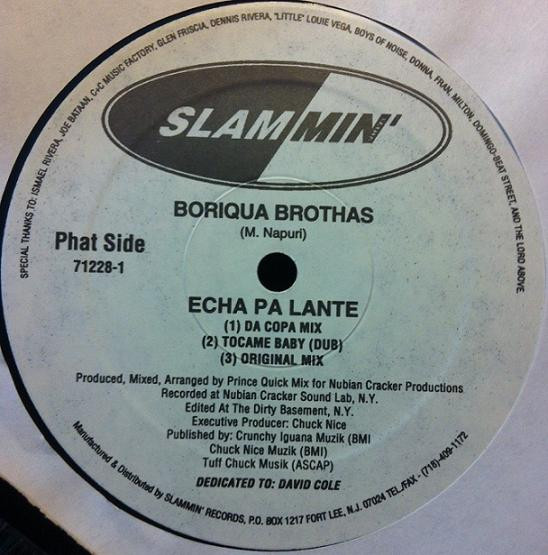 SPECIAL THANKS TO: ISMAEL RIVERA, JOE BATAAN, C+C MUSIC FACTORY, GLEN FRISCIA, DENNIS RIVERA, "LITTLE" LOUIE VEGA, BOYS OF NOISE, DONNA, FRAN, MILTON, DOMINGO-BEAT STREET, AND THE LORD ABOVE.
SLAMMIN'
BORIQUA BROTHAS
(M. Napuri)
Phat Side
71228-1
ECHA PA LANTE
(1) DA COPA MIX
(2) TOCAME BABY (DUB)
(3) ORIGINAL MIX
Produced, Mixed, Arranged by Prince Quick Mix for Nubian Cracker Productions
Recorded at Nubian Cracker Sound Lab, N.Y.
Edited At The Dirty Basement, N.Y.
Executive Producer: Chuck Nice
Published by: Crunchy Iguana Muzik (BMI
Chuck Nice Muzik (BMI)
Tuff Chuck Musik (ASCAP)
DEDICATED TO: DAVID COLE
Manufactured & Distributed by SLAMMIN' RECORDS, P.O. BOX 1217 FORT LEE, N.J. 07024 TEL/FAX - (718)-409-1172